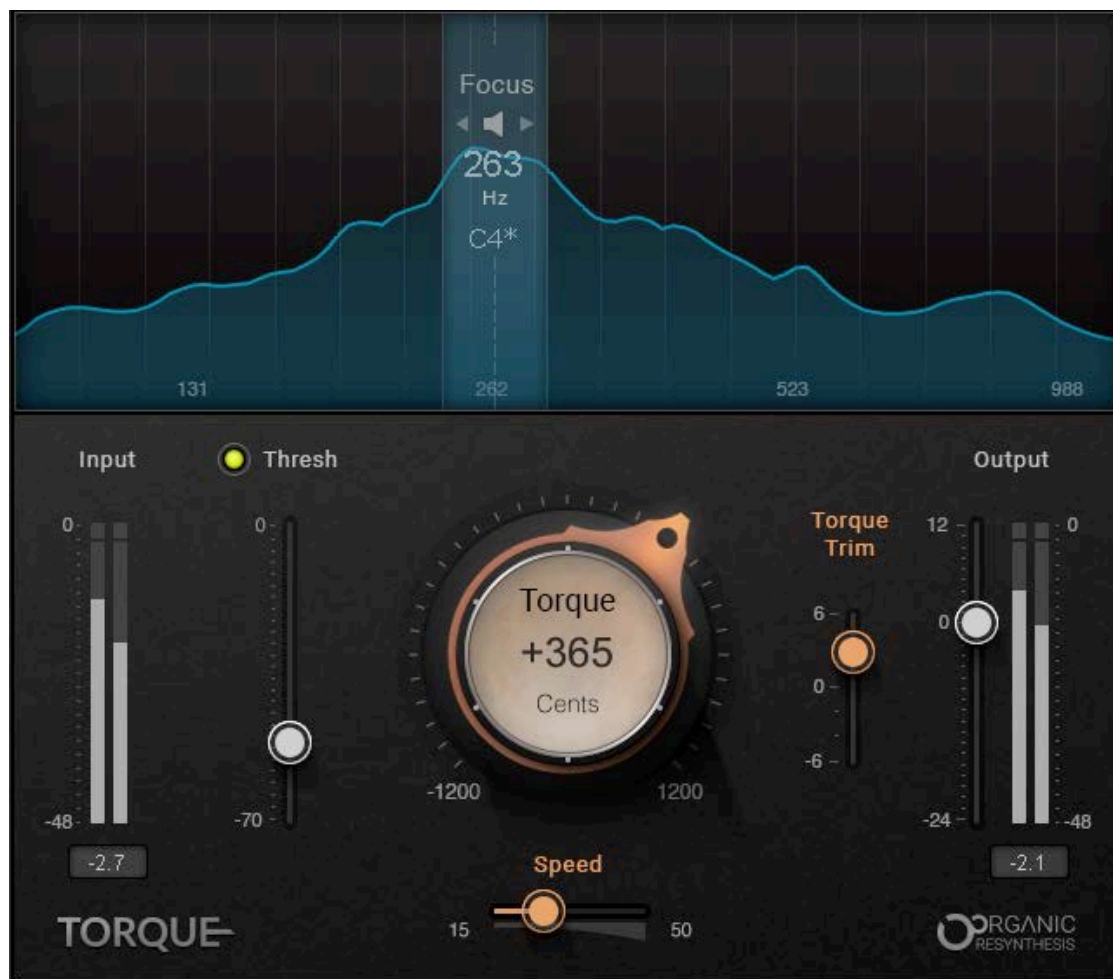 Focus
263
Hz
C4*
131 262 523 988
Input Thresh Output
0 0 12 0
Torque
Trim
6
0
Torque
+365
Cents
0
-6
-1200 1200
-48 -70 -24 -48
-2.7 -2.1
Speed
15 50
TORQUE
ORGANIC
RESYNTHESIS